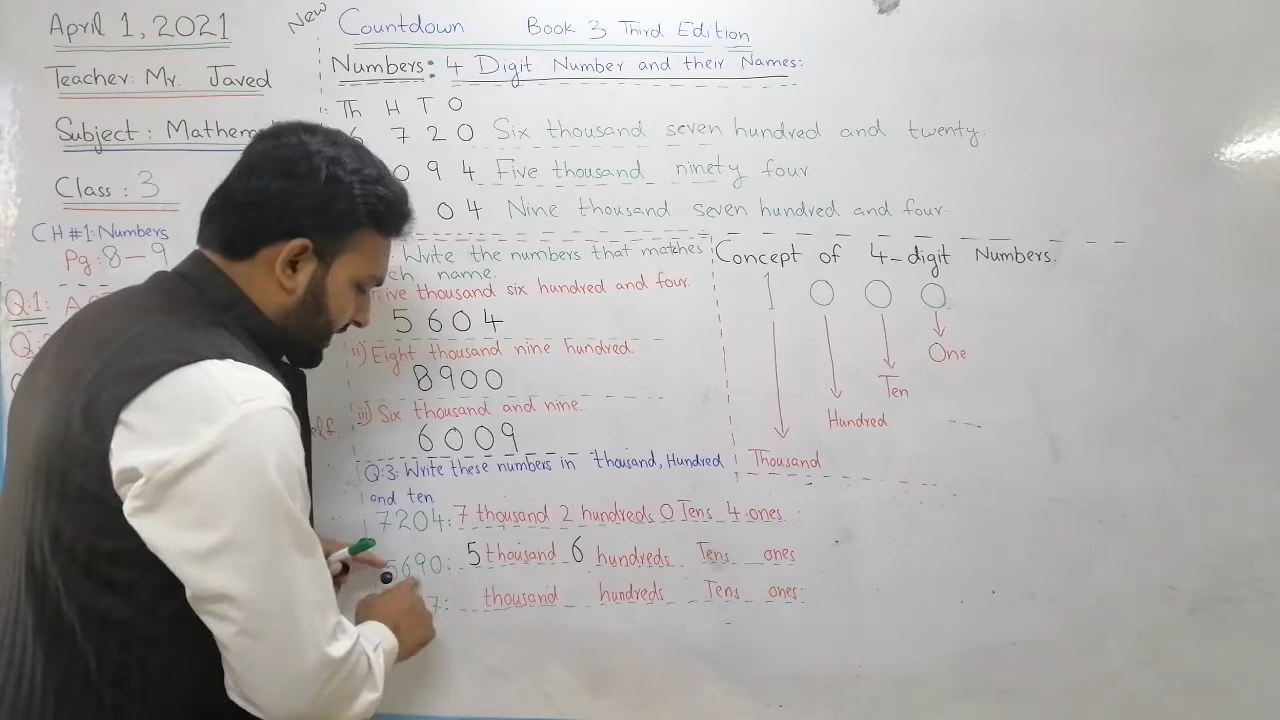 April 1, 2021
Teacher: Mr. Javed
Subject: Mathem
Class: 3
CH#1: Numbers
Pg: 8-9
Q:1: A
Q:
elf.
New
Countdown Book 3 Third Edition
Numbers: 4 Digit Number and their Names:
Th H T O
6 7 2 0 Six thousand seven hundred and twenty.
0 9 4 Five thousand ninety four.
0 4 Nine thousand seven hundred and four.
: Write the numbers that matches
ch name.
Five thousand six hundred and four.
5604
ii) Eight thousand nine hundred.
8900
iii) Six thousand and nine.
6009
Q:3: Write these numbers in thousand, Hundred
and ten.
7204: 7 thousand 2 hundreds 0 Tens 4 ones
5690: 5 thousand 6 hundreds Tens ones
7: thousand hundreds Tens ones:
Concept of 4-digit Numbers.
1 0 0 0
One
Ten
Hundred
Thousand